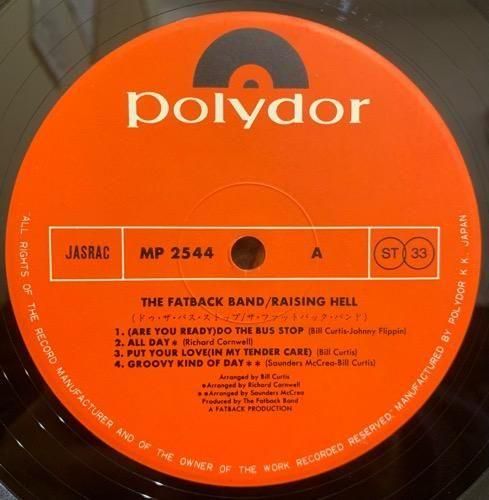 polydor
JASRAC MP 2544 A ST 33
THE FATBACK BAND/RAISING HELL
(ドゥ・ザ・バス・ストップ/ザ・ファットバック・バンド)
1. (ARE YOU READY)DO THE BUS STOP (Bill Curtis-Johnny Flippin)
2. ALL DAY* (Richard Cornwell)
3. PUT YOUR LOVE(IN MY TENDER CARE) (Bill Curtis)
4. GROOVY KIND OF DAY** (Saunders McCrea-Bill Curtis)
Arranged by Bill Curtis
*Arranged by Richard Cornwell
**Arranged by Saunders McCrea
Produced by The Fatback Band
A FATBACK PRODUCTION
ALL RIGHTS OF THE RECORD MANUFACTURER AND OF THE OWNER OF THE WORK RECORDED RESERVED. MANUFACTURED BY POLYDOR K.K., JAPAN